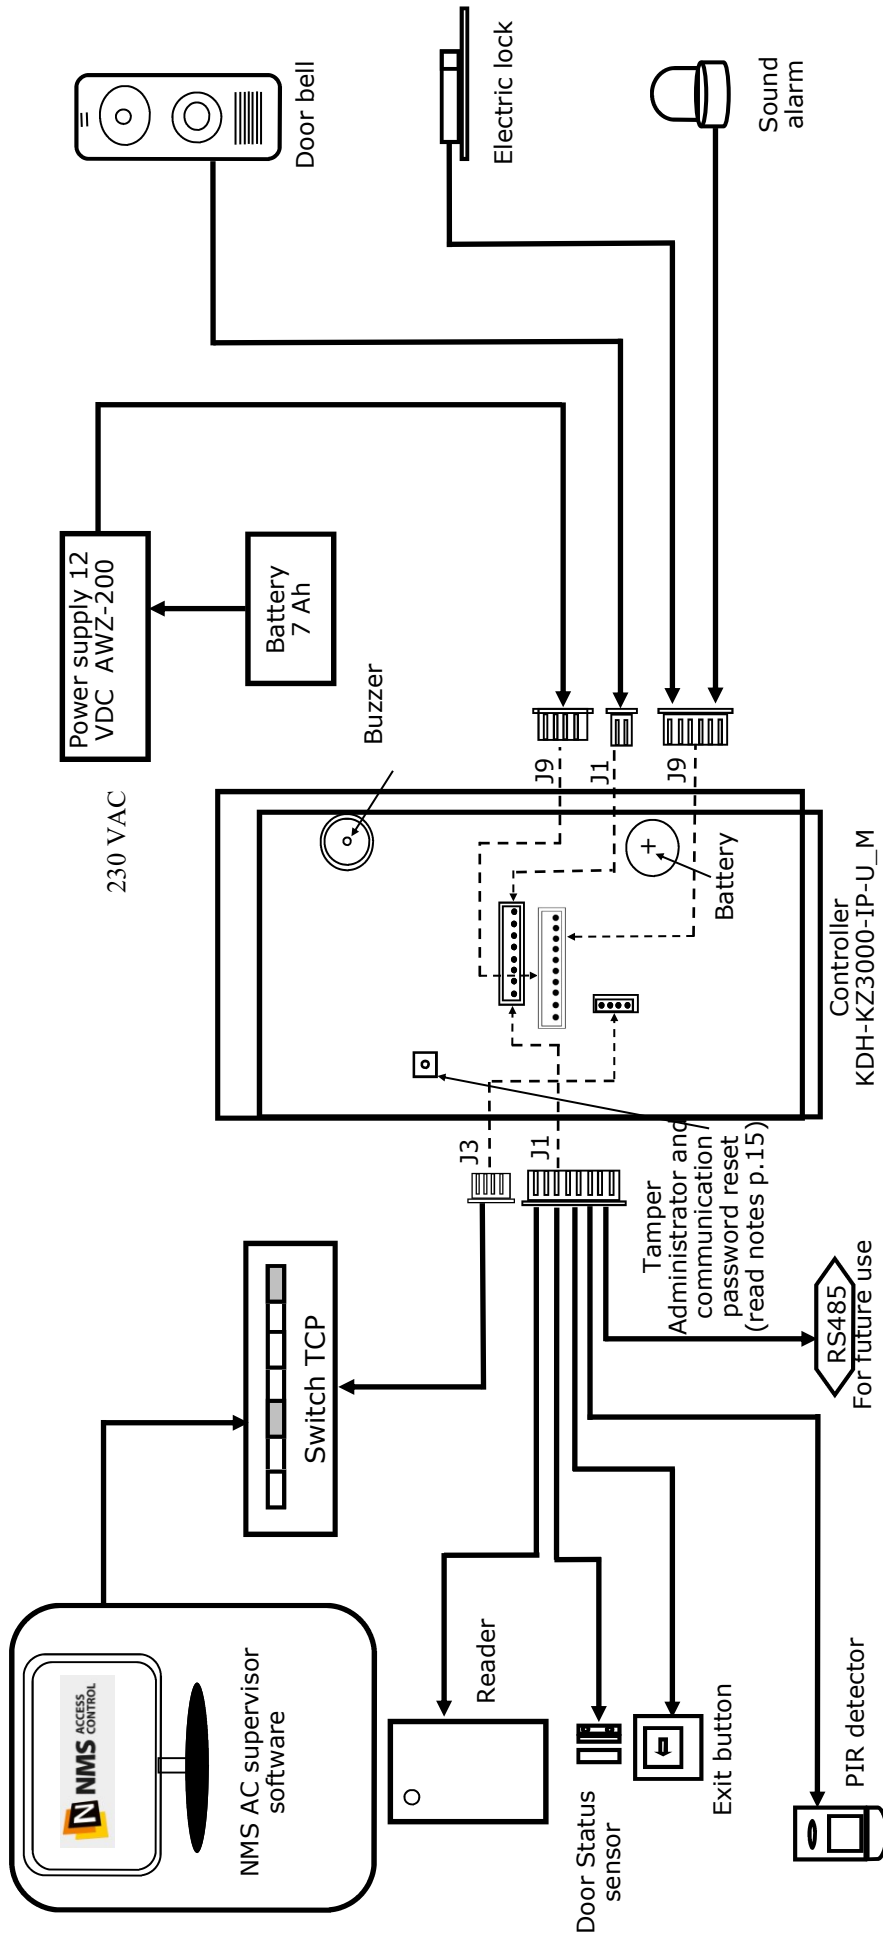 NMS ACCESS
CONTROL
NMS AC supervisor
software
Switch TCP
230 VAC
Power supply 12
VDC AWZ-200
Battery
7 Ah
Door bell
Reader
J3
J1
Buzzer
J9
J1
J9
Electric lock
Door Status
sensor
Exit button
Tamper
Administrator and
communication
password reset
(read notes p.15)
Battery
Sound
alarm
PIR detector
RS485
For future use
Controller
KDH-KZ3000-IP-U_M